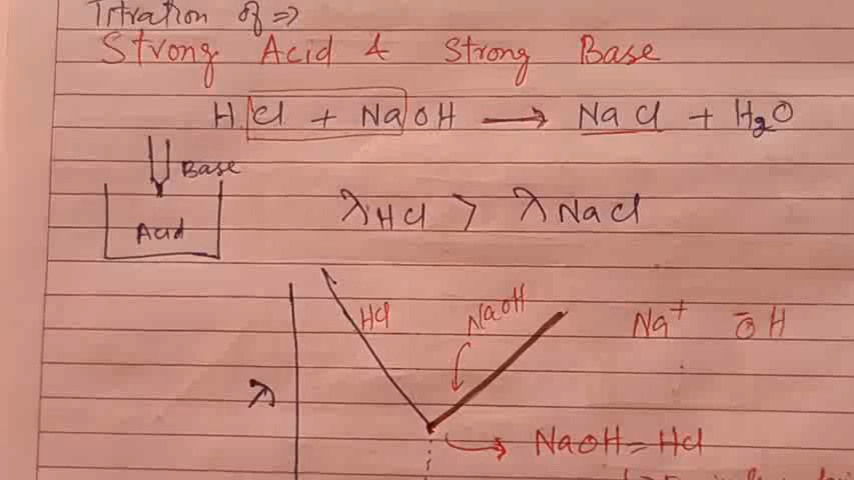 Titration of ⇒
Strong Acid & Strong Base
HCl + NaOH ⟶ NaCl + H₂O
Base
Acid
λHCl > λNaCl
HCl
NaOH
Na⁺ ŌH
λ
NaOH = HCl